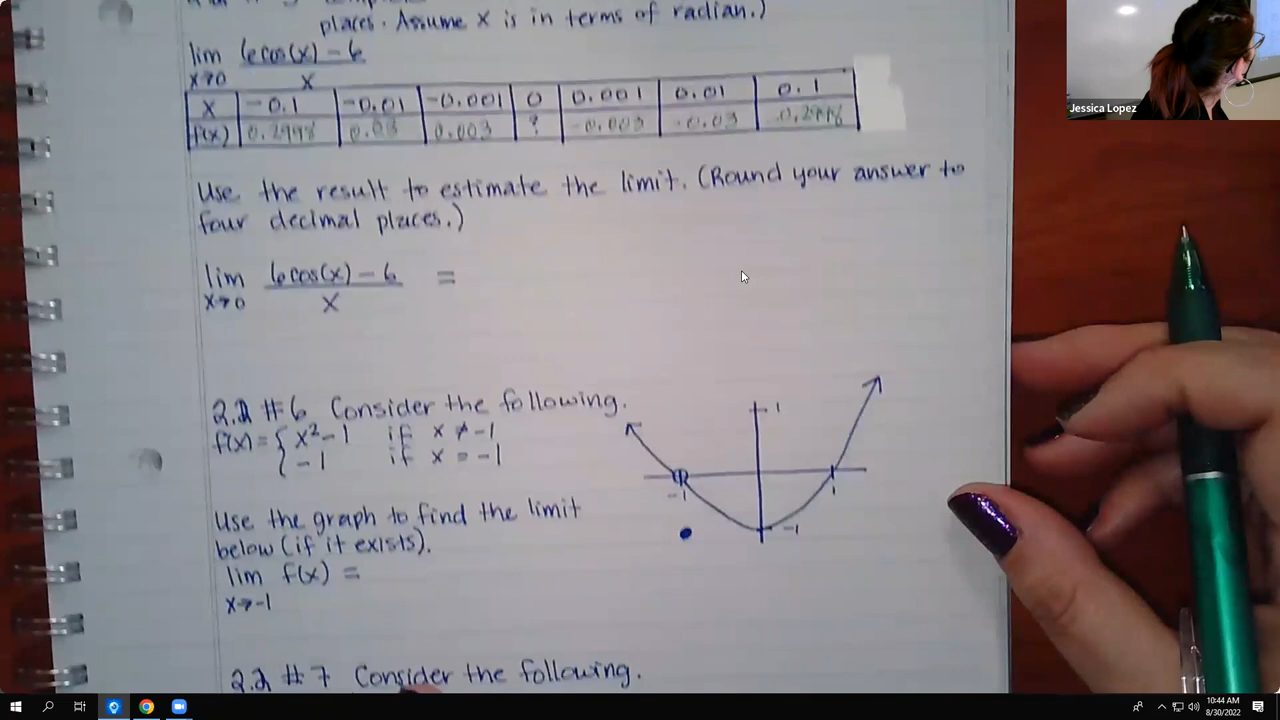 places. Assume x is in terms of radian.)
lim 6cos(x) - 6
x→0 x
x -0.1 -0.01 -0.001 0 0.001 0.01 0.1
f(x) 0.2998 0.03 0.003 ? -0.003 -0.03 -0.2998
Use the result to estimate the limit. (Round your answer to
four decimal places.)
lim 6cos(x) - 6 =
x→0 x
2.2 #6 Consider the following.
f(x) = { x²-1 if x ≠ -1
{ -1 if x = -1
1
-1 1
-1
Use the graph to find the limit
below (if it exists).
lim f(x) =
x→-1
2.2 #7 Consider the following.
Jessica Lopez
10:44 AM
8/30/2022